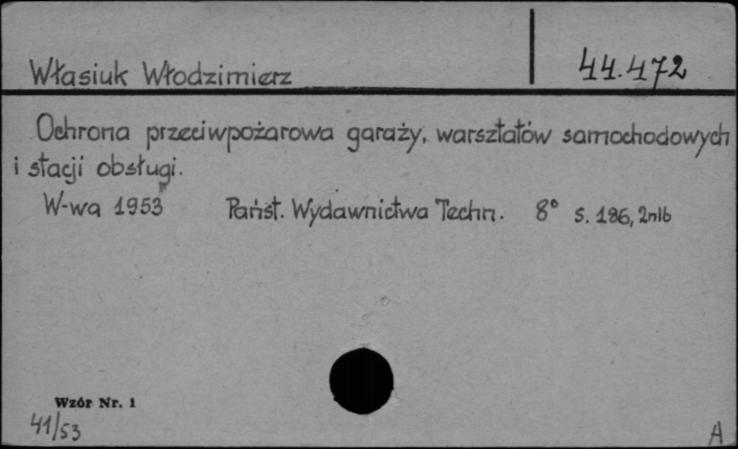 Własiuk Włodzimierz 44.472
Ochrona przeciwpożarowa garaży, warsztatów samochodowych
i stacji obsługi.
W-wa 1953 Państ. Wydawnictwa Techn. 8° s. 186, 2nlb
Wzór Nr. 1
41/53
A